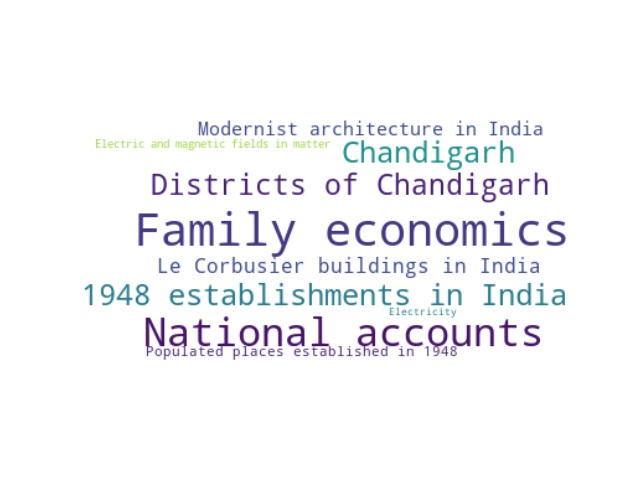 Modernist architecture in India
Electric and magnetic fields in matter
Chandigarh
Districts of Chandigarh
Family economics
Le Corbusier buildings in India
1948 establishments in India
Electricity
National accounts
Populated places established in 1948